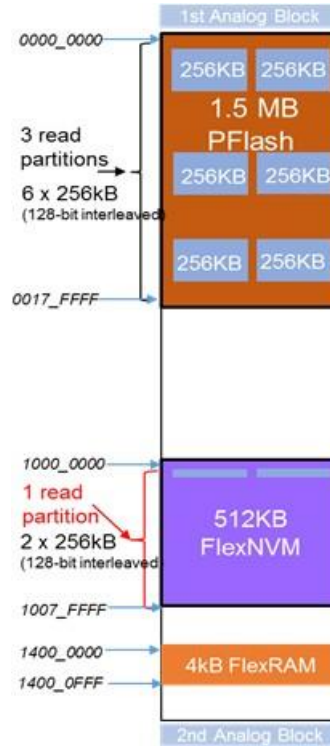 1st Analog Block
0000_0000
256KB 256KB
1.5 MB
PFlash
3 read
partitions
6 x 256kB
(128-bit interleaved)
256KB 256KB
256KB 256KB
0017_FFFF
1000_0000
1 read
partition
2 x 256kB
(128-bit interleaved)
512KB
FlexNVM
1007_FFFF
1400_0000
4kB FlexRAM
1400_0FFF
2nd Analog Block